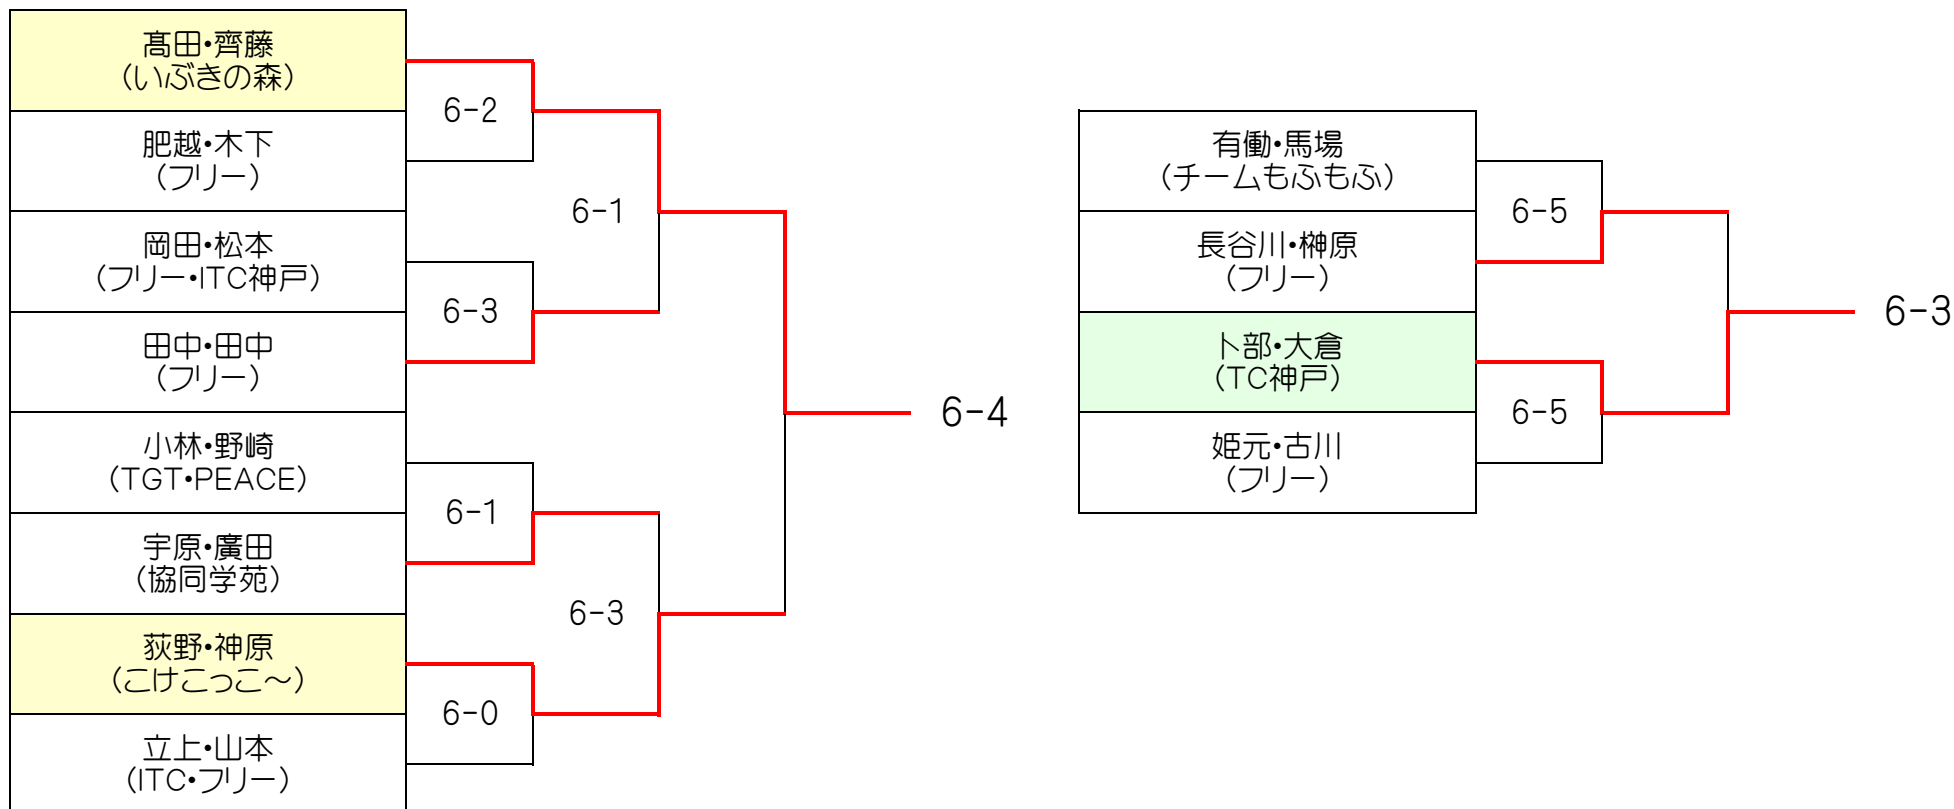 髙田・齊藤
(いぶきの森)
肥越・木下
(フリー)
岡田・松本
(フリー・ITC神戸)
田中・田中
(フリー)
小林・野崎
(TGT・PEACE)
宇原・廣田
(協同学苑)
荻野・神原
(こけこっこ～)
立上・山本
(ITC・フリー)
6-2
6-3
6-1
6-0
6-1
6-3
6-4
有働・馬場
(チームもふもふ)
長谷川・榊原
(フリー)
卜部・大倉
(TC神戸)
姫元・古川
(フリー)
6-5
6-5
6-3